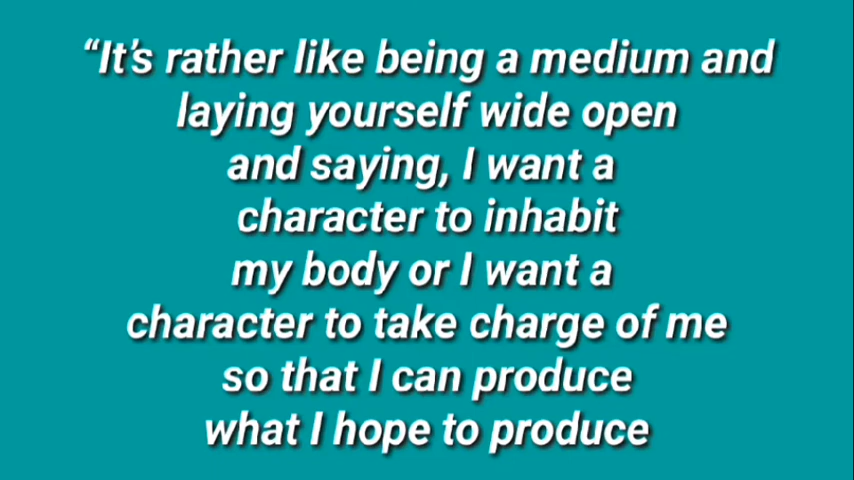 “It's rather like being a medium and
laying yourself wide open
and saying, I want a
character to inhabit
my body or I want a
character to take charge of me
so that I can produce
what I hope to produce